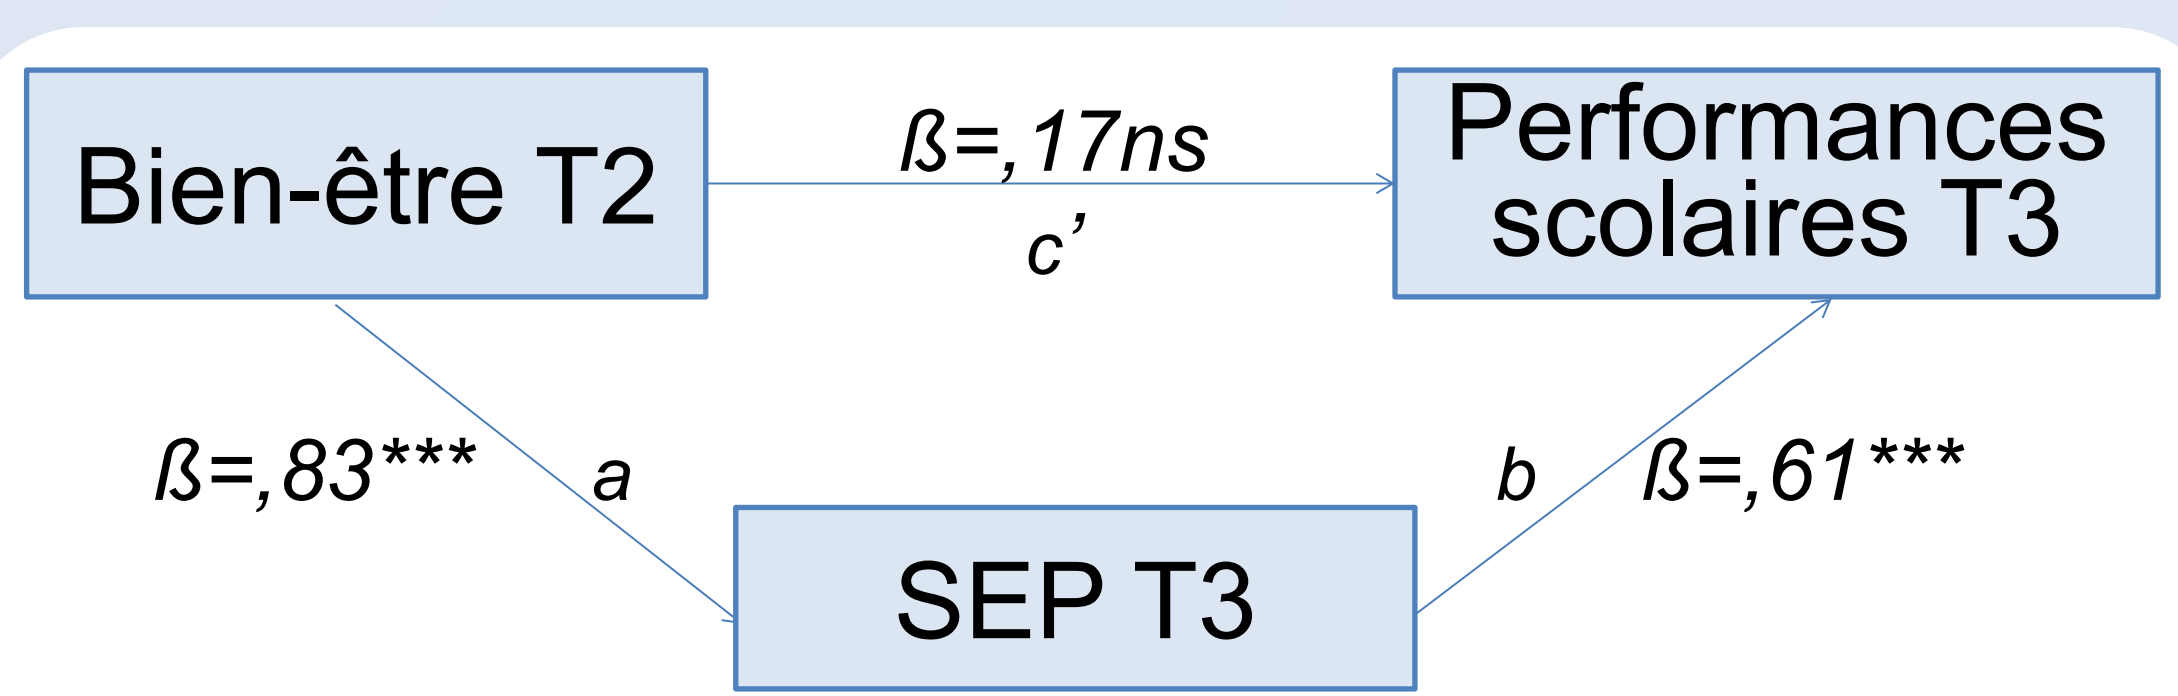 Bien-être T2
ß=,17ns
c’
Performances
scolaires T3
ß=,83***
a
b
ß=,61***
SEP T3